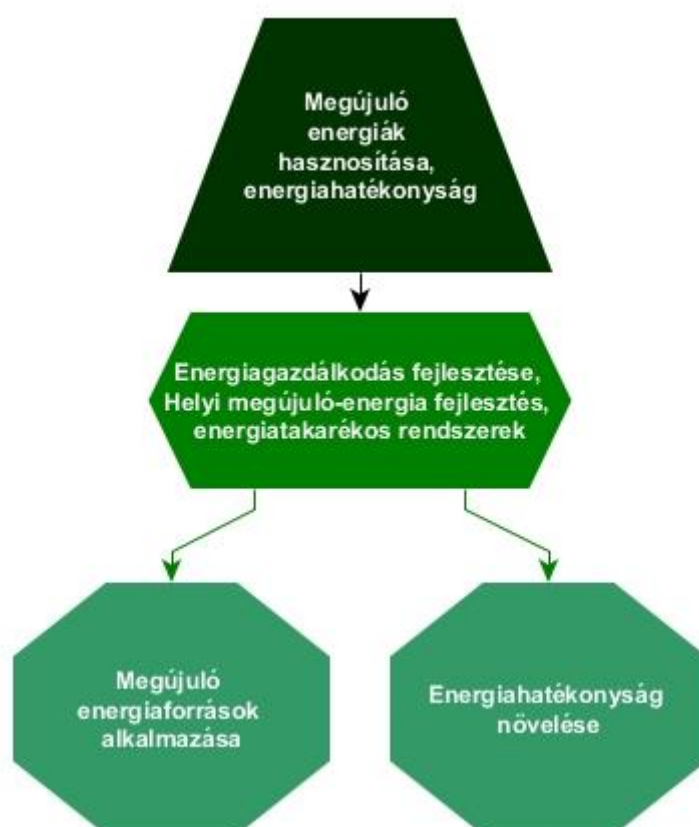 Megújuló
energiák
hasznosítása,
energiahatékonyság
Energiagazdálkodás fejlesztése,
Helyi megújuló-energia fejlesztés,
energiatakarékos rendszerek
Megújuló
energiaforrások
alkalmazása
Energiahatékonyság
növelése